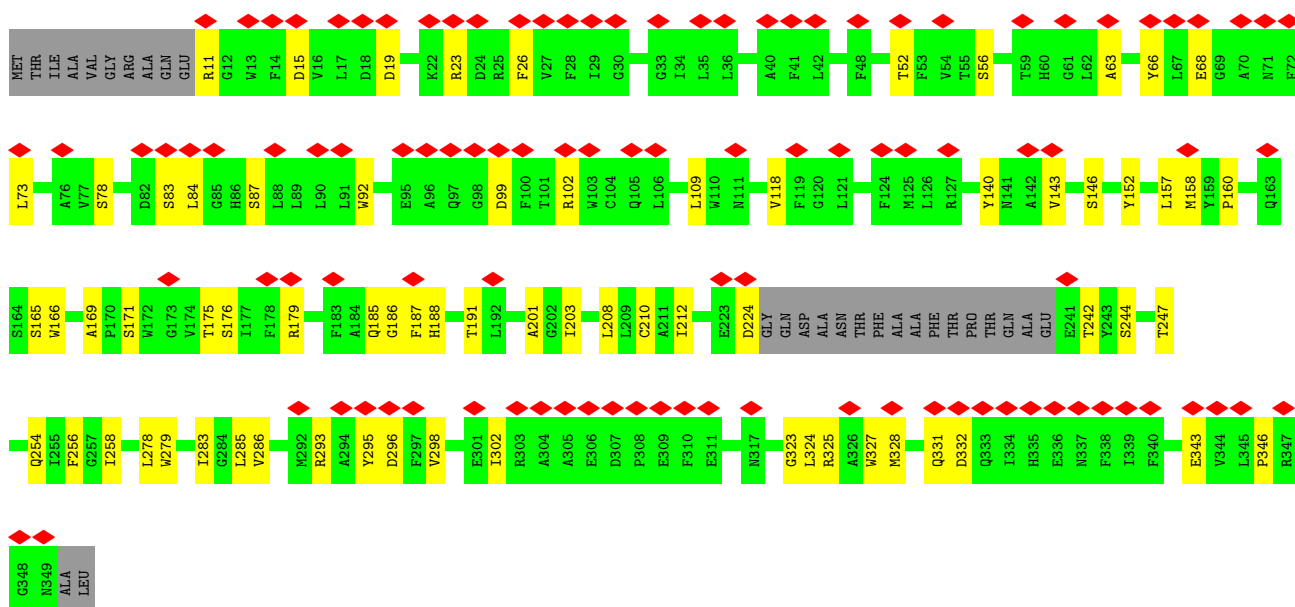 MET THR ILE ALA VAL GLY ARG ALA GLN GLU R11 G12 W13 F14 D15 V16 L17 D18 D19 K22 R23 D24 R25 F26 V27 F28 I29 G30 G33 I34 L35 L36 A40 F41 L42 F48 T52 F53 V54 T55 S56 T59 H60 G61 L62 A63 Y66 L67 E68 G69 A70 N71 E72
L73 A76 V77 S78 D82 S83 L84 G85 H86 S87 L88 L89 L90 L91 W92 E95 A96 Q97 G98 D99 F100 T101 R102 W103 C104 Q105 L106 L109 W110 N111 V118 F119 G120 L121 F124 M125 L126 R127 Y140 N141 A142 V143 S146 Y152 L157 M158 Y159 P160 Q163
S164 S165 W166 A169 P170 S171 W172 G173 V174 T175 S176 I177 F178 R179 F183 A184 Q185 G186 F187 H188 T191 L192 A201 G202 I203 L208 L209 C210 A211 I212 E223 D224 GLY GLN ASP ALA ASN THR PHE ALA ALA PHE THR PRO THR GLN ALA GLU E241 T242 Y243 S244 T247
Q254 I255 F256 G257 I258 L278 W279 I283 G284 L285 V286 M292 R293 A294 Y295 D296 F297 V298 E301 I302 R303 A304 A305 E306 D307 P308 E309 F310 E311 N317 G323 L324 R325 A326 W327 M328 Q331 D332 Q333 I334 H335 E336 N337 F338 I339 F340 E343 V344 L345 P346 R347
G348 N349 ALA LEU